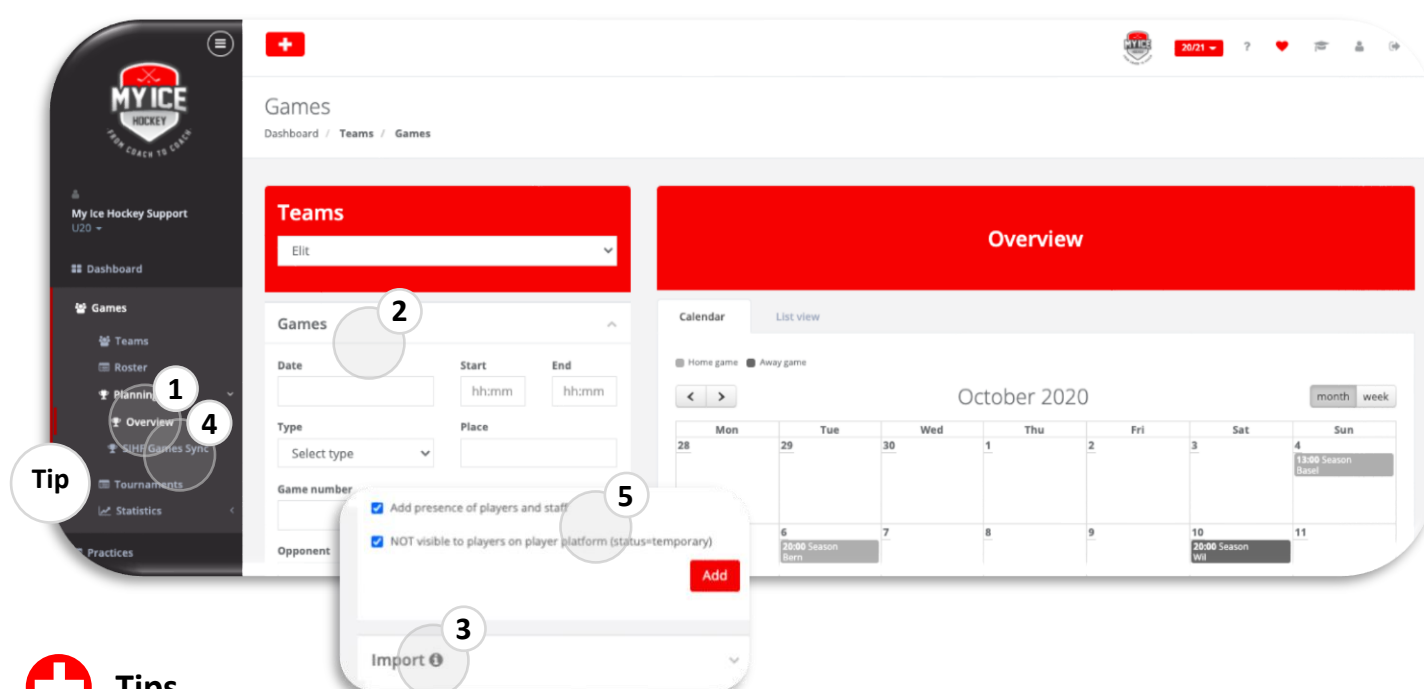 MY ICE
HOCKEY
FROM COACH TO COACH
My Ice Hockey Support
U20
Dashboard
Games
Teams
Roster
Planning
1
Overview
4
SIHF Games Sync
Tip
Tournaments
Statistics
Practices
MY ICE
HOCKEY
20/21
?
Games
Dashboard / Teams / Games
Teams
Elit
Games
2
Date Start End
hh:mm hh:mm
Type Place
Select type
Game number
Opponent
5
Add presence of players and staff
NOT visible to players on player platform (status=temporary)
Add
3
Import
Overview
Calendar List view
Home game Away game
< > October 2020 month week
Mon Tue Wed Thu Fri Sat Sun
28 29 30 1 2 3 4
13:00 Season
Basel
6 7 8 9 10 11
20:00 Season 20:00 Season
Bern Wil
Tips